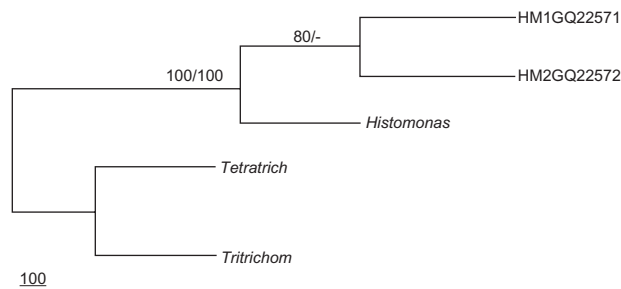 HM1GQ22571
80/-
HM2GQ22572
100/100
Histomonas
Tetratrich
Tritrichom
100